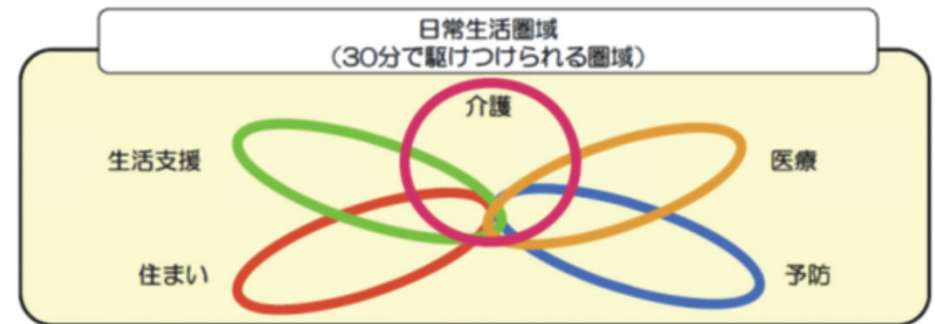 日常生活圏域
（30分で駆けつけられる圏域）
介護
生活支援
医療
住まい
予防